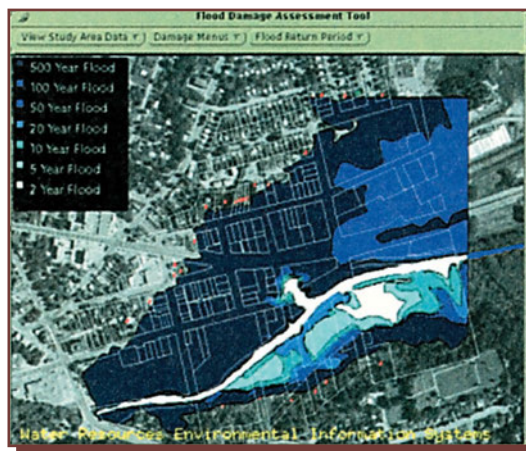 Flood Damage Assessment Tool
View Study Area Data Damage Menus Flood Return Period
500 Year Flood
100 Year Flood
50 Year Flood
20 Year Flood
10 Year Flood
5 Year Flood
2 Year Flood
Water Resources Environmental Information Systems